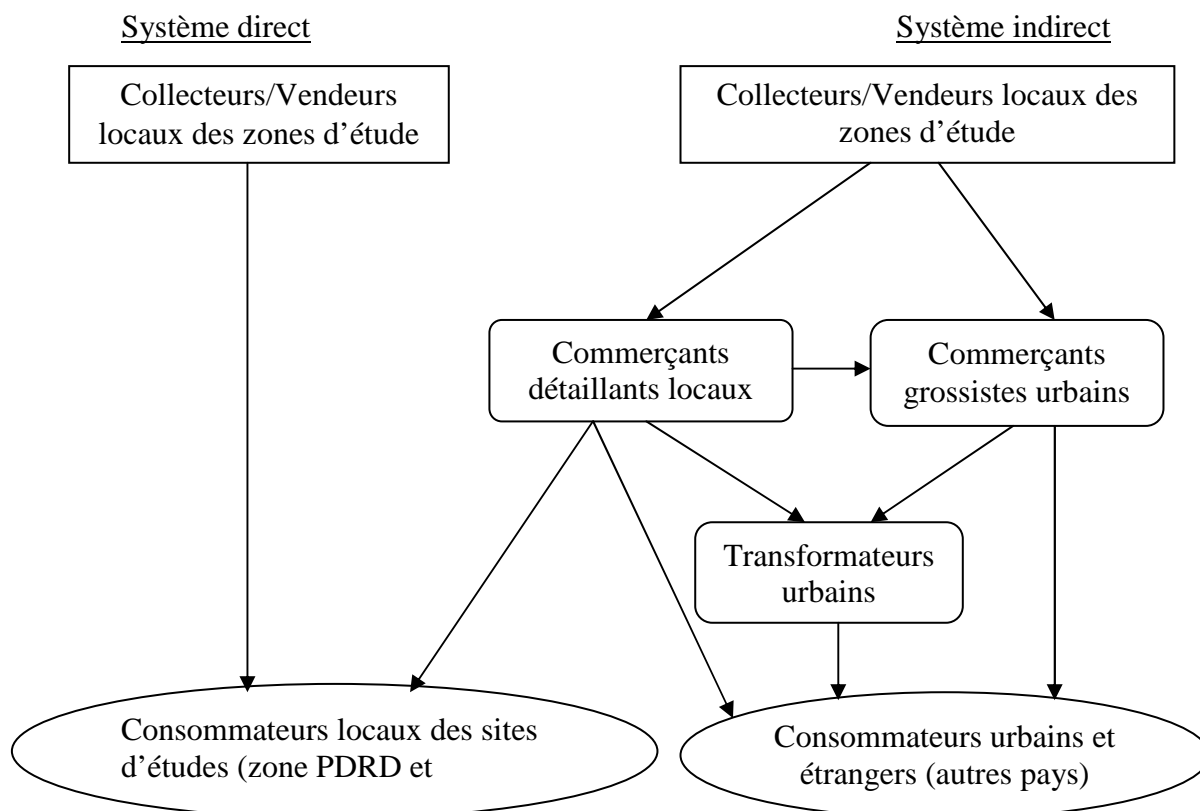 Système direct
Système indirect
Collecteurs/Vendeurs
locaux des zones d’étude
Collecteurs/Vendeurs locaux des
zones d’étude
Commerçants
détaillants locaux
Commerçants
grossistes urbains
Transformateurs
urbains
Consommateurs locaux des sites
d’études (zone PDRD et
Consommateurs urbains et
étrangers (autres pays)